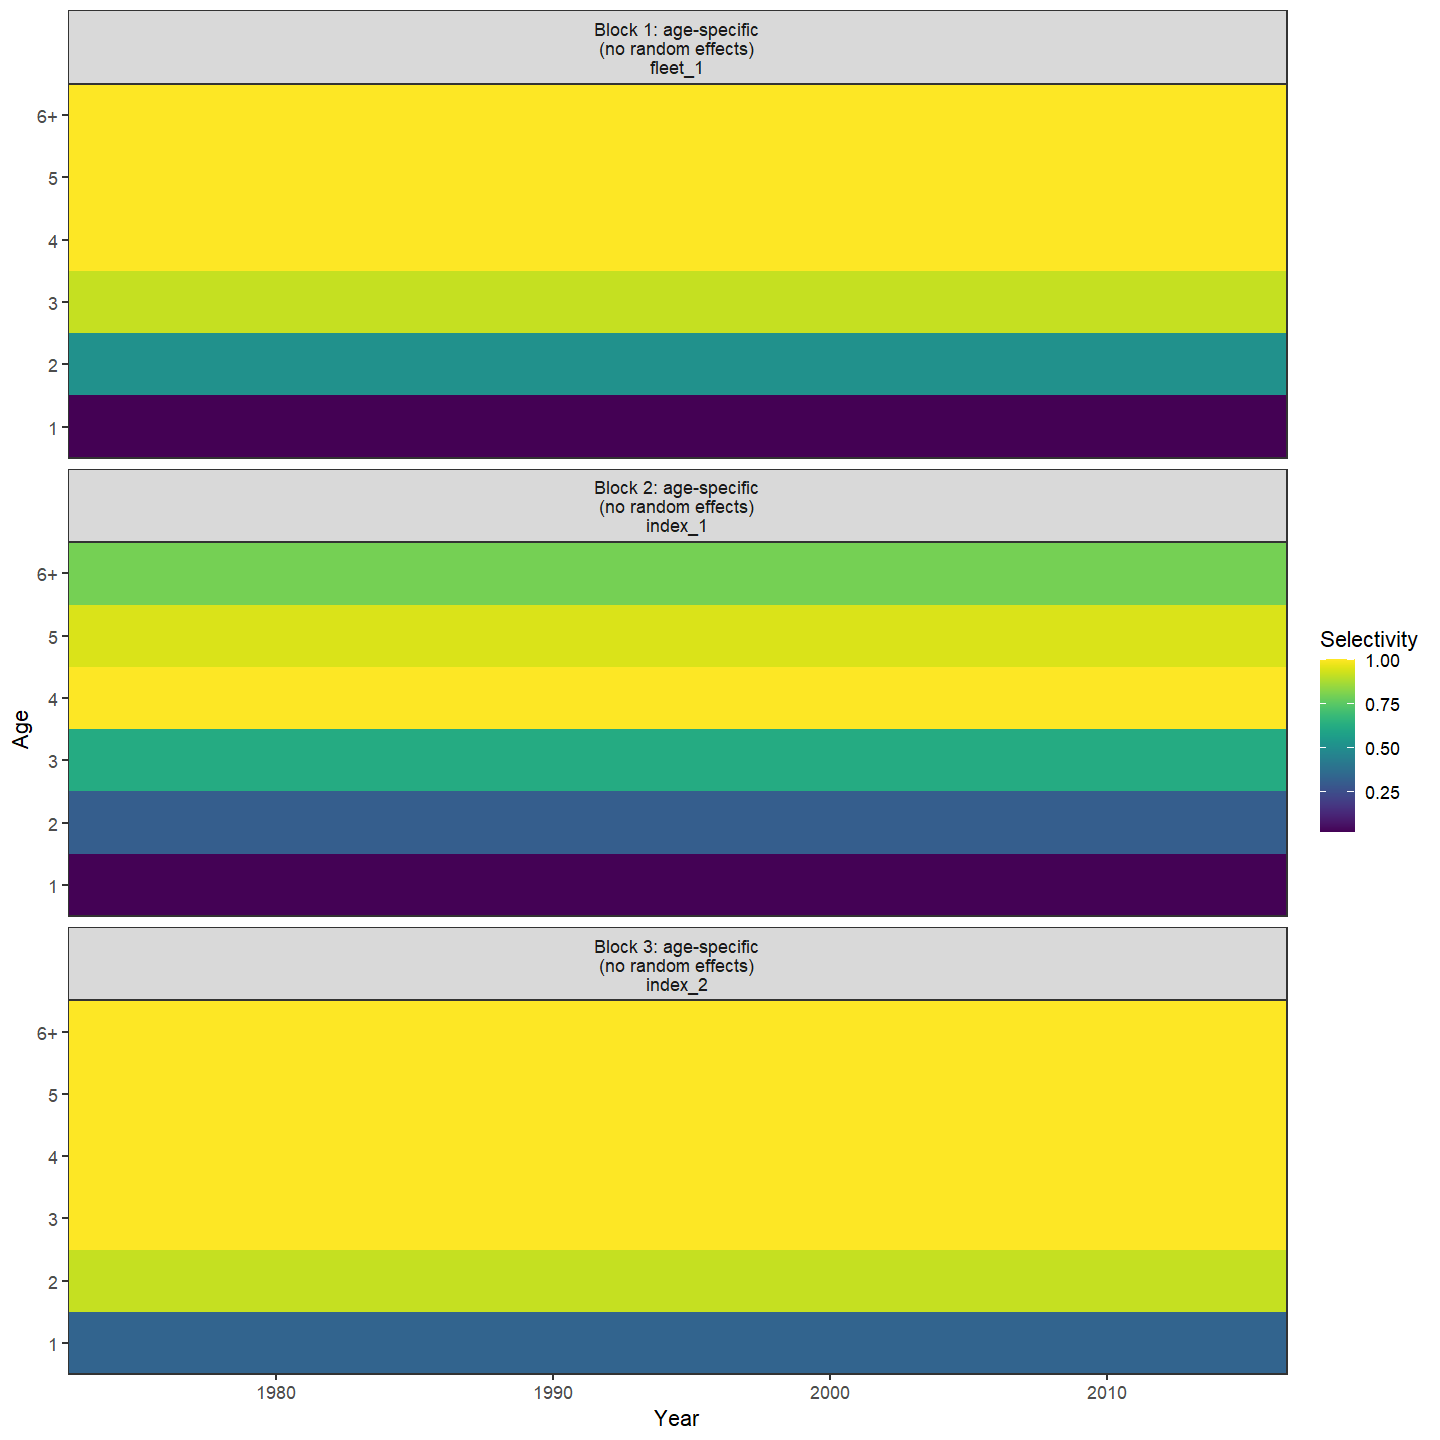 Block 1: age-specific
(no random effects)
fleet_1
6+
5
4
3
2
1
Block 2: age-specific
(no random effects)
index_1
6+
5
4
3
2
1
Block 3: age-specific
(no random effects)
index_2
6+
5
4
3
2
1
1980 1990 2000 2010
Year
Age
Selectivity
1.00
0.75
0.50
0.25